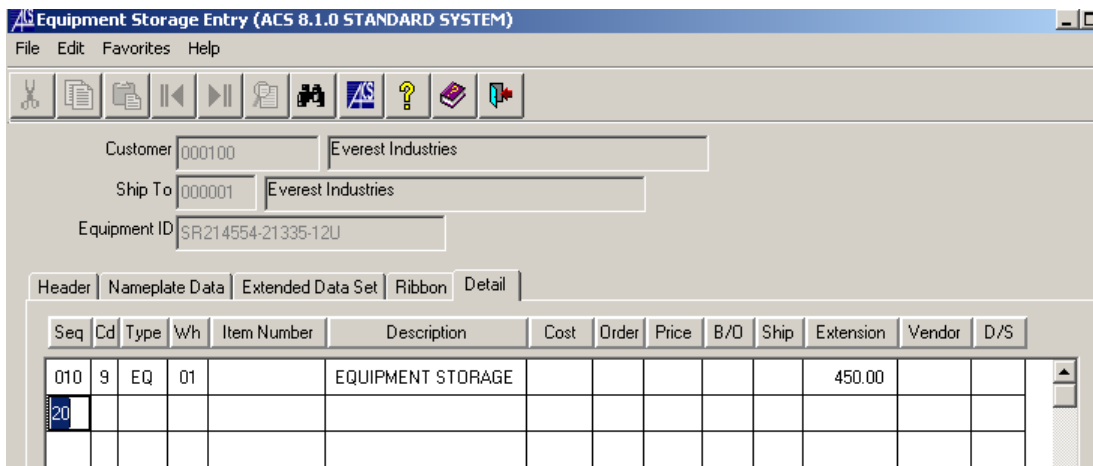 AS Equipment Storage Entry (ACS 8.1.0 STANDARD SYSTEM)
File Edit Favorites Help
AS ?
Customer 000100 Everest Industries
Ship To 000001 Everest Industries
Equipment ID SR214554-21335-12U
Header Nameplate Data Extended Data Set Ribbon Detail
Seq Cd Type Wh Item Number Description Cost Order Price B/O Ship Extension Vendor D/S
010 9 EQ 01 EQUIPMENT STORAGE 450.00
20